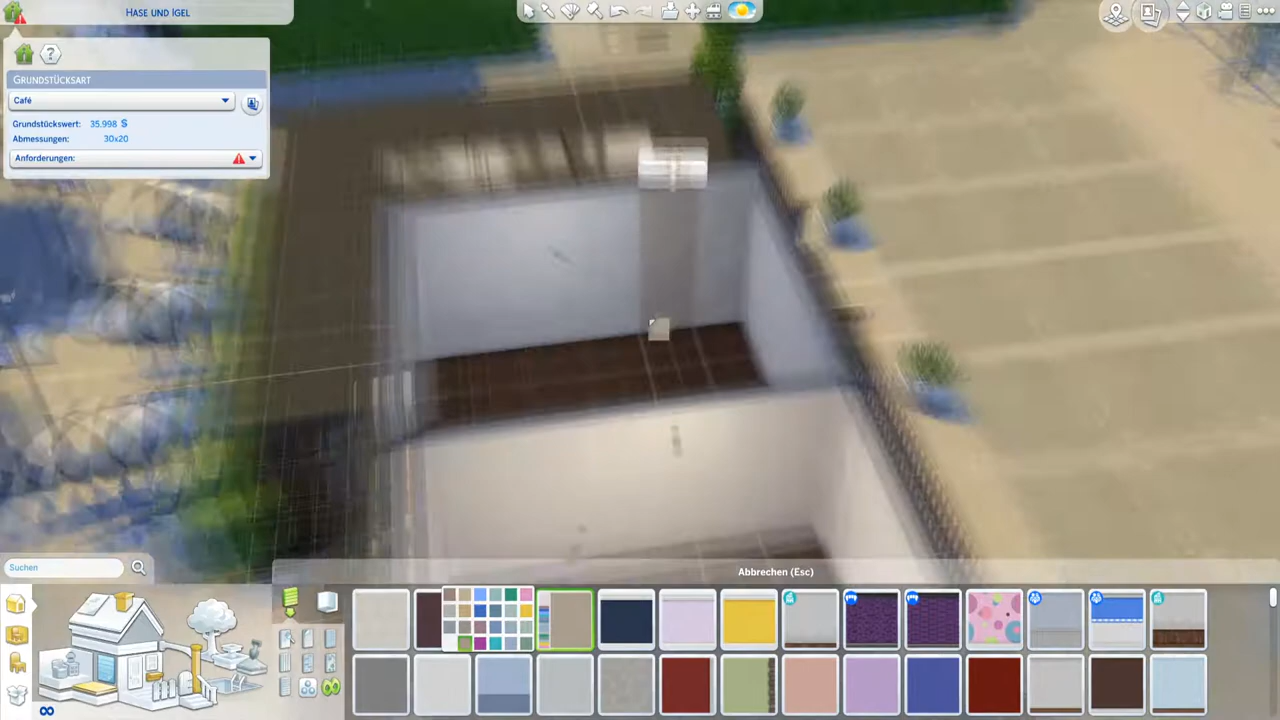 Hase und Igel
Grundstücksart
Café
Grundstückswert: 35.998 $
Abmessungen: 30x20
Anforderungen:
Suchen
Abbrechen (Esc)